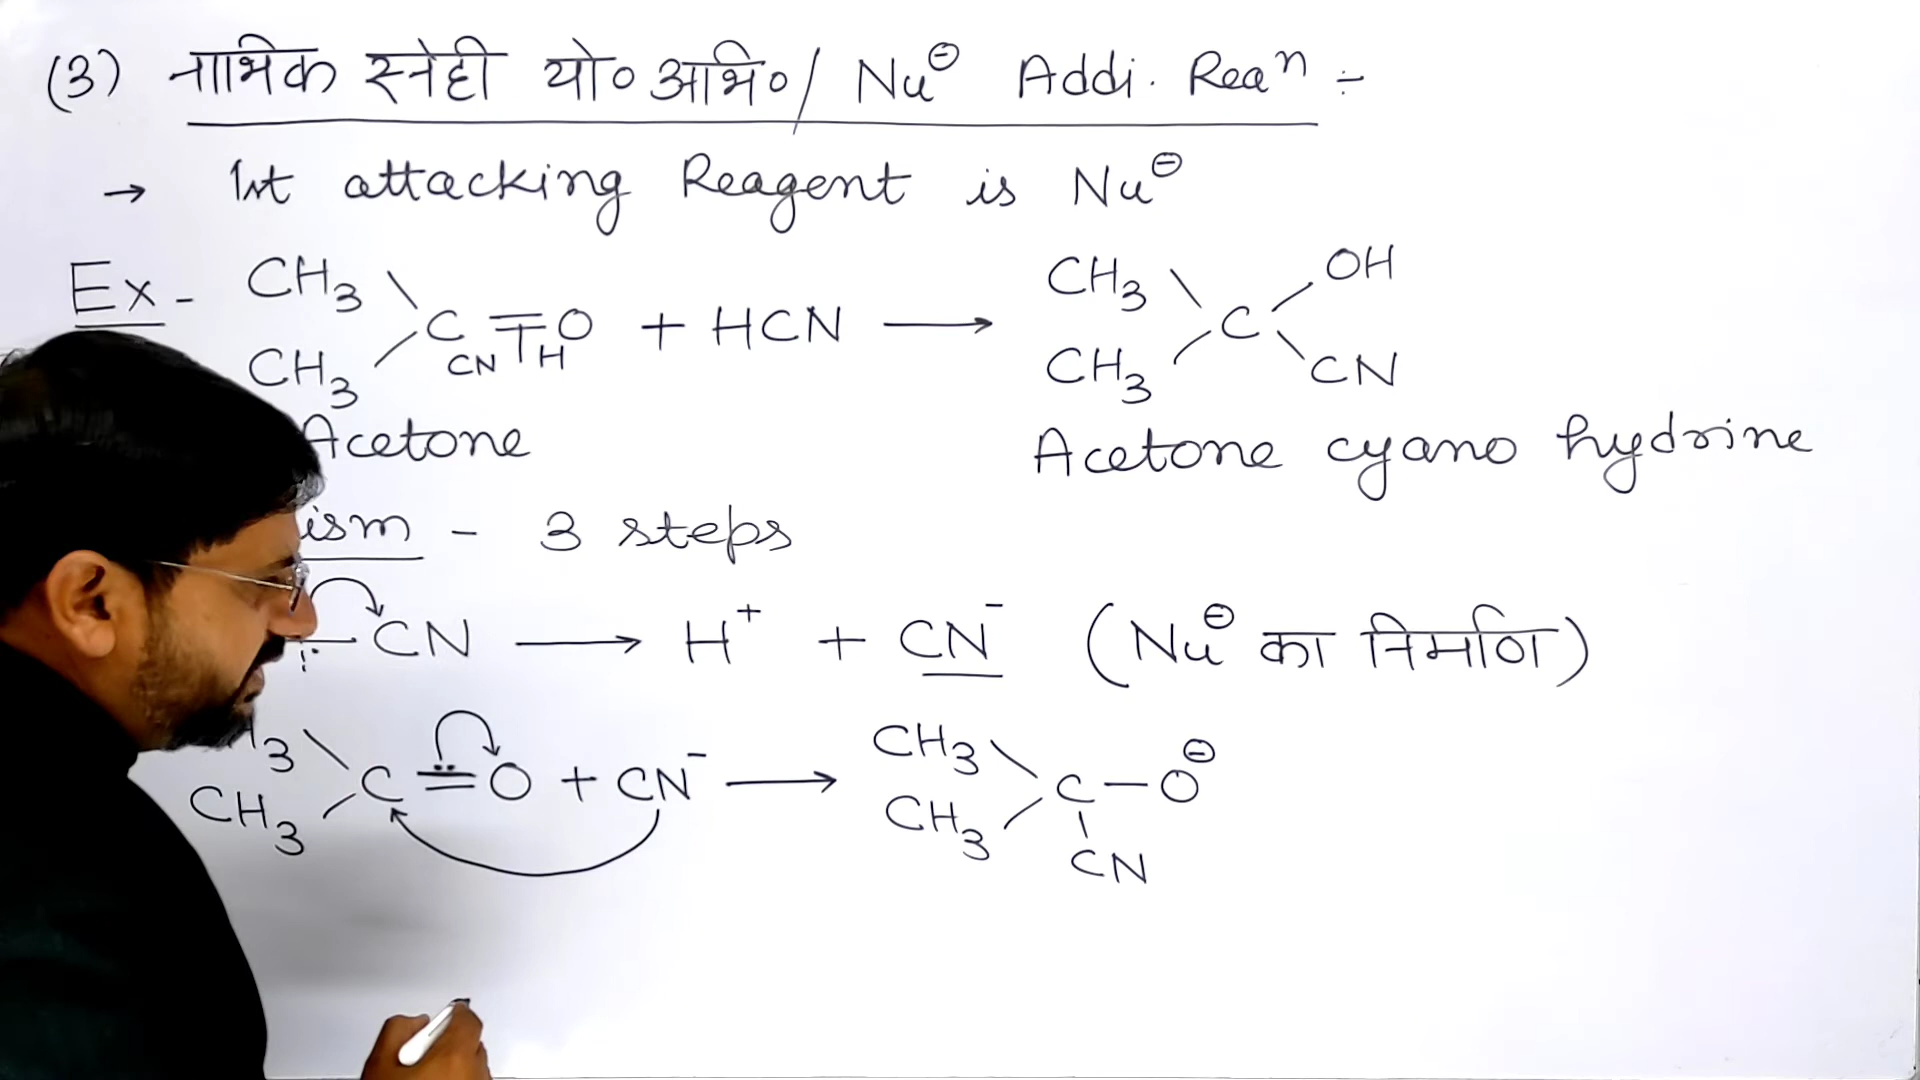 (3) नाभिक स्नेही यो० अभि० / Nu⊖ Addi. Reaⁿ ÷
→ 1st attacking Reagent is Nu⊖
Ex - CH3 CH3 C = O + HCN ⟶ CH3 CH3 C OH CN
CN H
Acetone Acetone cyano hydrine
ism - 3 steps
CN ⟶ H⁺ + CN⁻ (Nu⊖ का निर्माण)
H3 CH3 C = O + CN⁻ ⟶ CH3 CH3 C - O⊖
CN